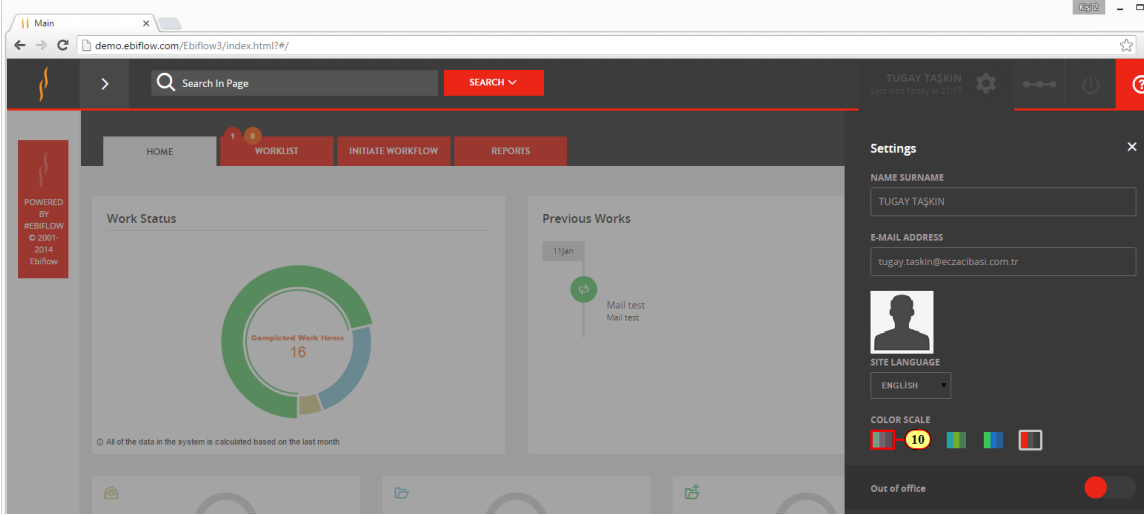 Kişi 2
Main
demo.ebiflow.com/Ebiflow3/index.html?#/
Search In Page
SEARCH
TUGAY TAŞKIN
Last Visit Today at 21:57
HOME
1
0
WORKLIST
INITIATE WORKFLOW
REPORTS
POWERED
BY
#EBIFLOW
© 2001-
2014
Ebiflow
Work Status
Completed Work Items
16
All of the data in the system is calculated based on the last month
Previous Works
11Jan
Mail test
Mail test
Settings
NAME SURNAME
TUGAY TAŞKIN
E-MAIL ADDRESS
tugay.taskin@eczacibasi.com.tr
SITE LANGUAGE
ENGLİSH
COLOR SCALE
10
Out of office